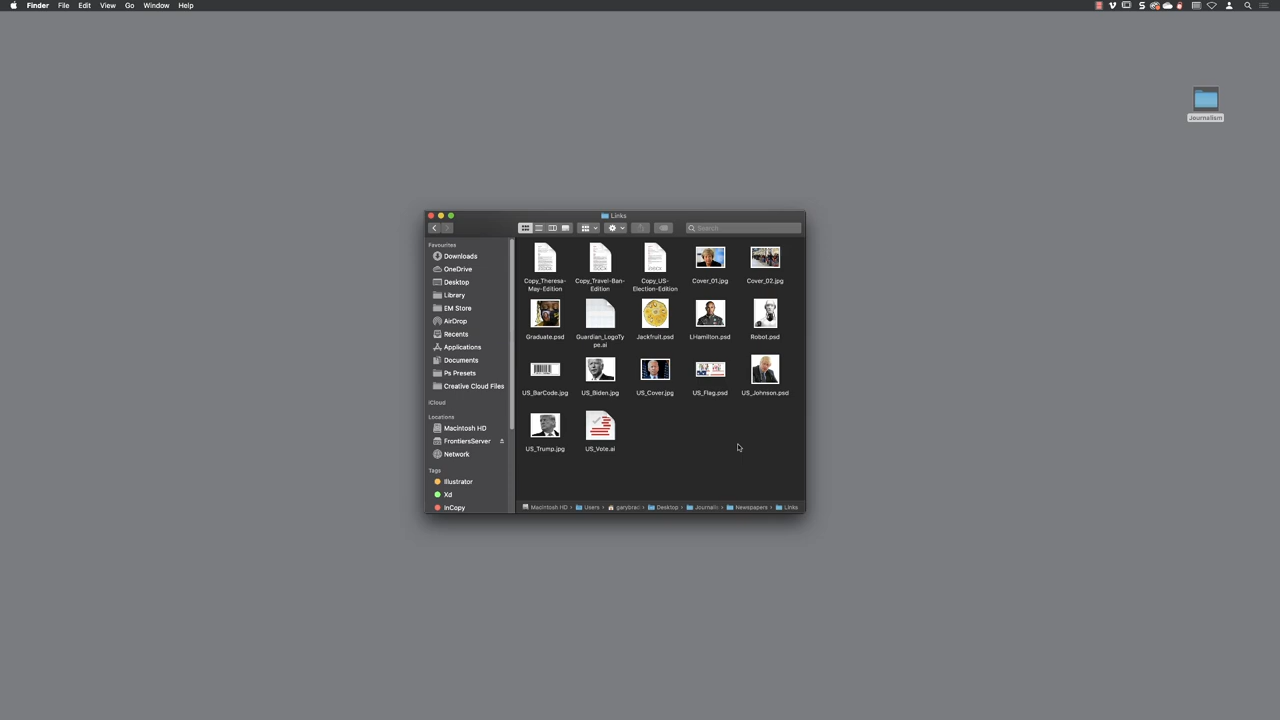 Finder File Edit View Go Window Help
Journalism
Links
Search
Favourites
Downloads
OneDrive
Desktop
Library
EM Store
AirDrop
Recents
Applications
Documents
Ps Presets
Creative Cloud Files
iCloud
Locations
Macintosh HD
FrontiersServer
Network
Tags
Illustrator
Xd
InCopy
Copy_Theresa-
May-Edition
Copy_Travel-Ban-
Edition
Copy_US-
Election-Edition
Cover_01.jpg
Cover_02.jpg
Graduate.psd
Guardian_LogoTy
pe.ai
Jackfruit.psd
LHamilton.psd
Robot.psd
US_BarCode.jpg
US_Biden.jpg
US_Cover.jpg
US_Flag.psd
US_Johnson.psd
US_Trump.jpg
US_Vote.ai
Macintosh HD Users garybrad Desktop Journalis Newspapers Links